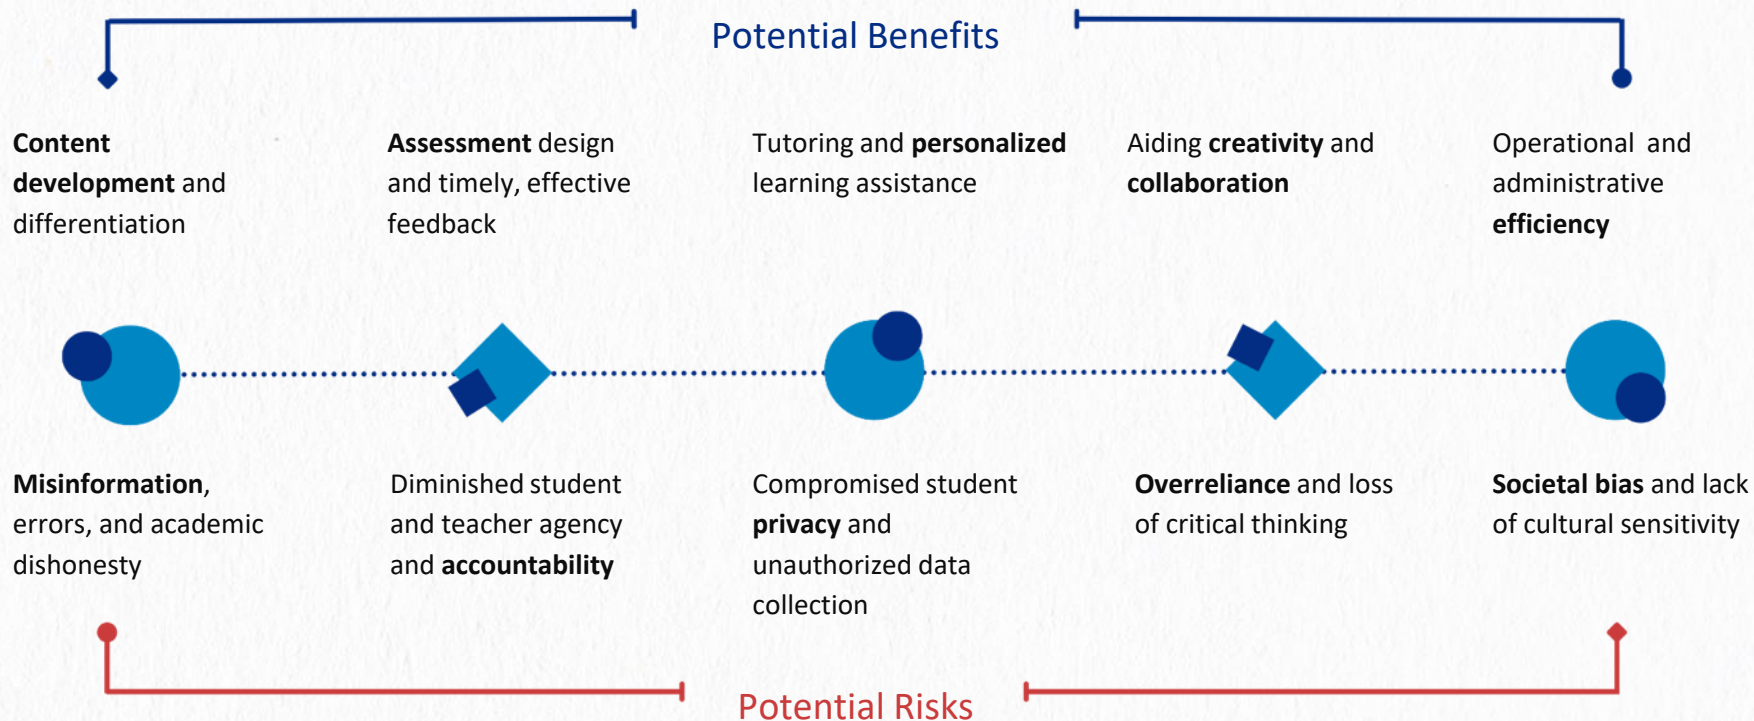 Potential Benefits
Content
development and
differentiation
Assessment design
and timely, effective
feedback
Tutoring and personalized
learning assistance
Aiding creativity and
collaboration
Operational and
administrative
efficiency
Misinformation,
errors, and academic
dishonesty
Diminished student
and teacher agency
and accountability
Compromised student
privacy and
unauthorized data
collection
Overreliance and loss
of critical thinking
Societal bias and lack
of cultural sensitivity
Potential Risks